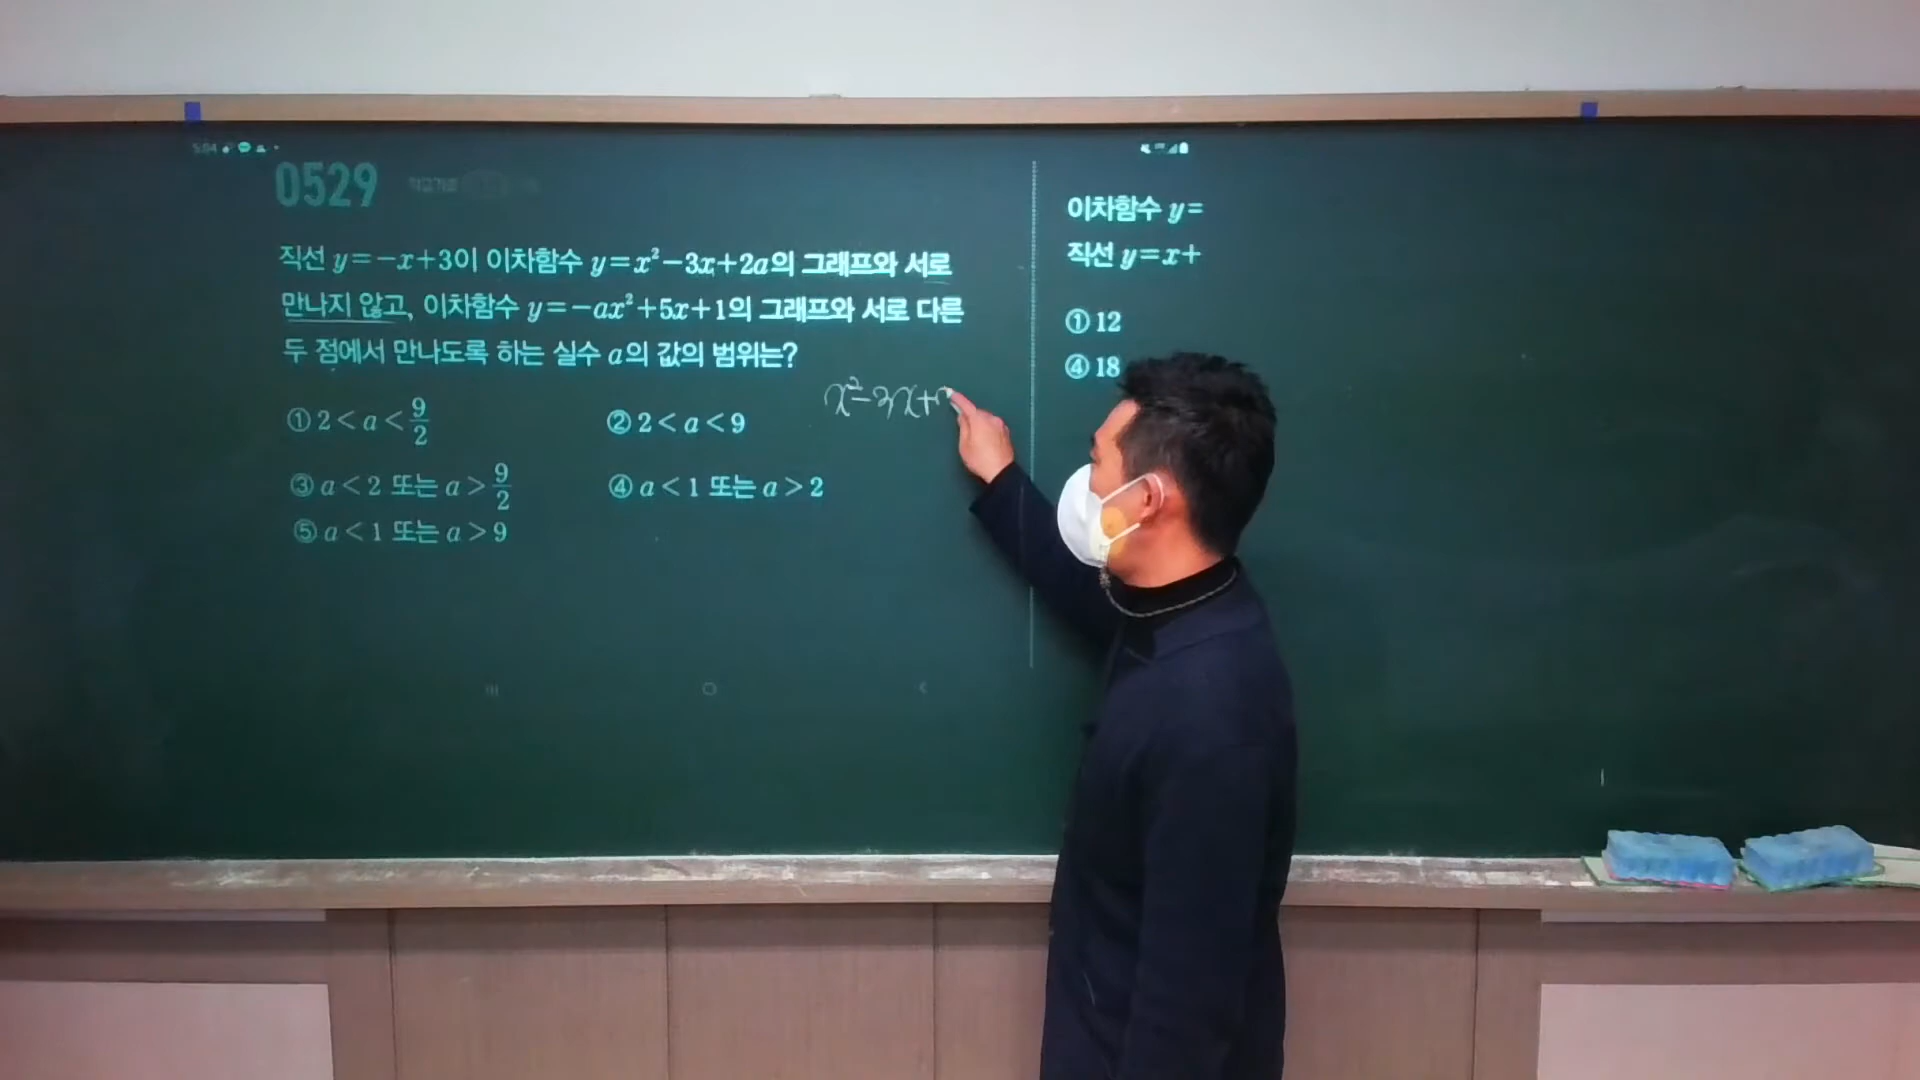 5:04
0529
직선 y=-x+3이 이차함수 y=x²-3x+2a의 그래프와 서로
만나지 않고, 이차함수 y=-ax²+5x+1의 그래프와 서로 다른
두 점에서 만나도록 하는 실수 a의 값의 범위는?
① 2<a<9/2
② 2<a<9
③ a<2 또는 a>9/2
④ a<1 또는 a>2
⑤ a<1 또는 a>9
x²-3x+
이차함수 y=
직선 y=x+
① 12
④ 18